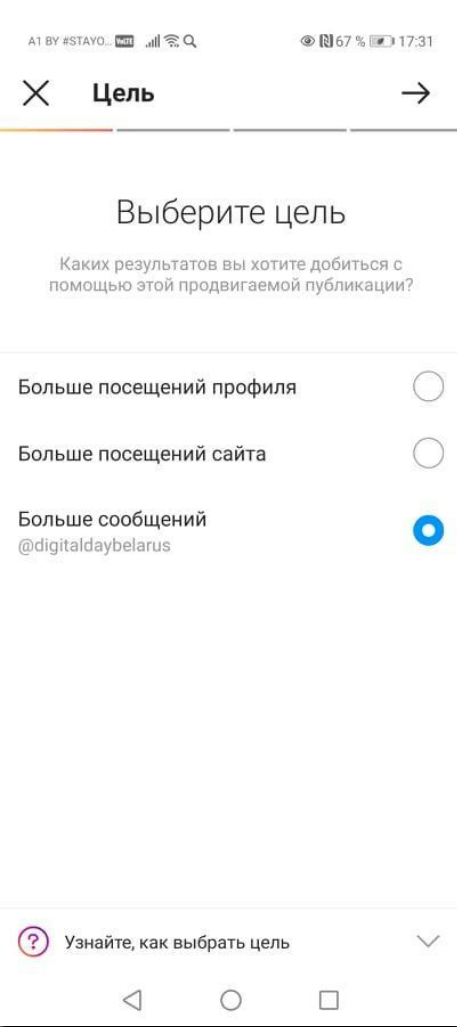 A1 BY #STAYO... VoLTE 67 % 17:31
Цель
Выберите цель
Каких результатов вы хотите добиться с
помощью этой продвигаемой публикации?
Больше посещений профиля
Больше посещений сайта
Больше сообщений
@digitaldaybelarus
? Узнайте, как выбрать цель